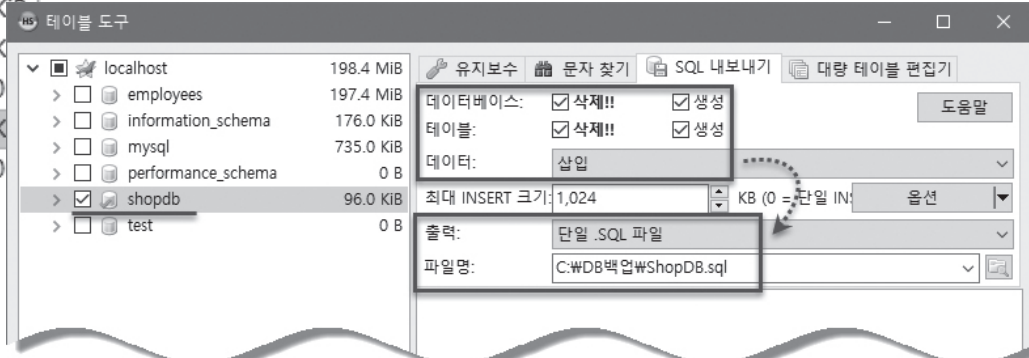 HS 테이블 도구
localhost 198.4 MiB
employees 197.4 MiB
information_schema 176.0 KiB
mysql 735.0 KiB
performance_schema 0 B
shopdb 96.0 KiB
test 0 B
유지보수 문자 찾기 SQL 내보내기 대량 테이블 편집기
데이터베이스: 삭제!! 생성 도움말
테이블: 삭제!! 생성
데이터: 삽입
최대 INSERT 크기: 1,024 KB (0 = 단일 IN: 옵션
출력: 단일 .SQL 파일
파일명: C:₩DB백업₩ShopDB.sql